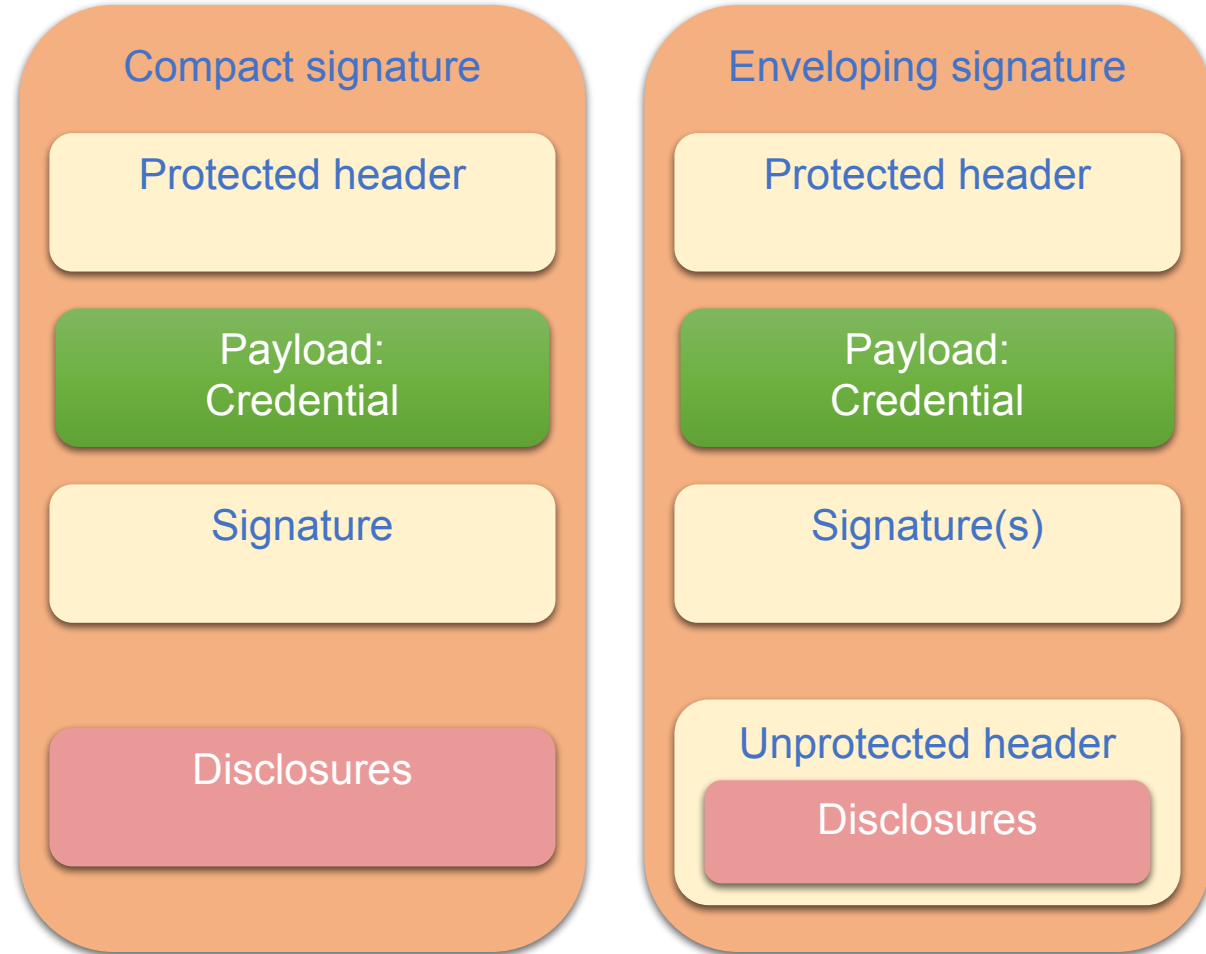 Compact signature
Protected header
Payload:
Credential
Signature
Disclosures
Enveloping signature
Protected header
Payload:
Credential
Signature(s)
Unprotected header
Disclosures